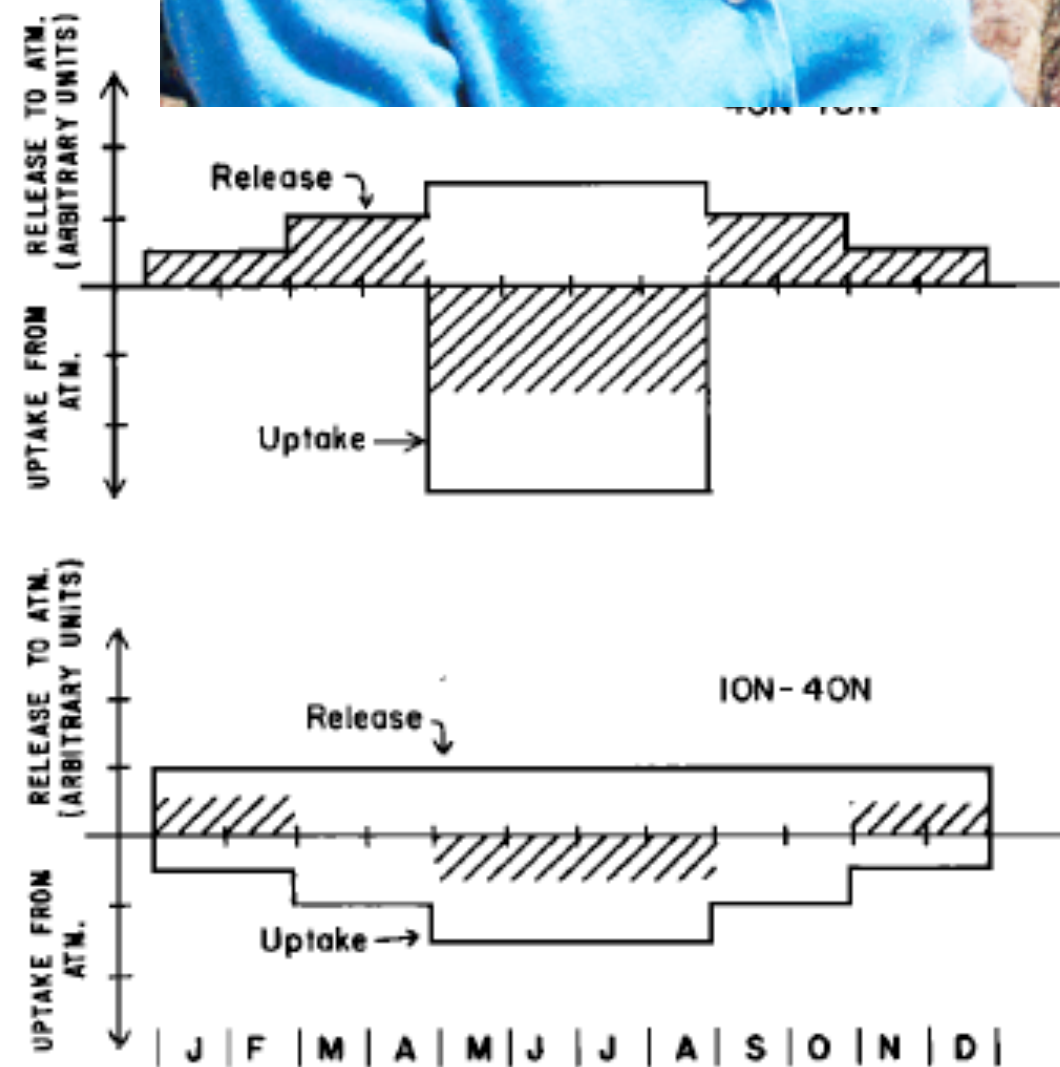 RELEASE TO ATM.
(ARBITRARY UNITS)
Release
UPTAKE FROM
ATM.
Uptake
RELEASE TO ATM.
(ARBITRARY UNITS)
10N-40N
Release
UPTAKE FROM
ATM.
Uptake
J F M A M J J A S O N D